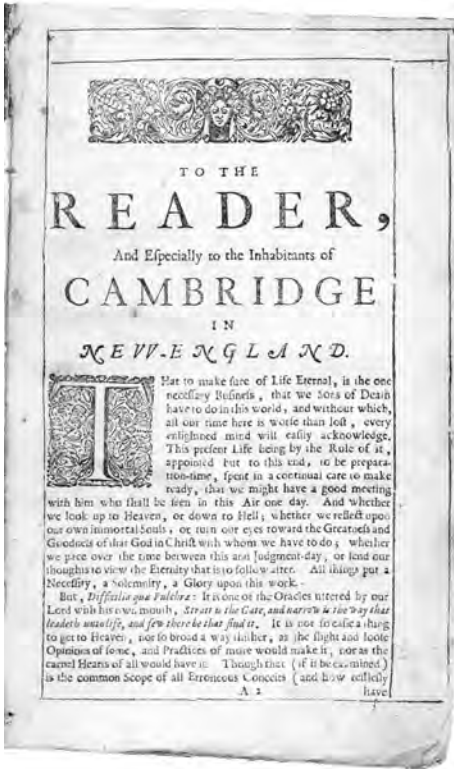 TO THE
READER,
And Eſpecially to the Inhabitants of
CAMBRIDGE
IN
NEVV-ENGLAND.
THat to make ſure of Life Eternal, is the one
neceſſary Buſineſs, that we Sons of Death
have to do in this world, and without which,
all our time here is worſe than loſt, every
enlightned mind will eaſily acknowledge.
This preſent Life being by the Rule of it,
appointed but to this end, to be prepara-
tion-time, ſpent in a continual care to make
ready, that we might have a good meeting
with him who ſhall be ſeen in this Air one day. And whether
we look up to Heaven, or down to Hell; whether we reflect upon
our own immortal Souls, or turn our eyes toward the Greatneſs and
Goodneſs of that God in Chriſt with whom we have to do; whether
we pace over the time between this and Judgment-day, or lend our
thoughts to view the Eternity that is to follow after. All things put a
Neceſſity, a Solemnity, a Glory upon this work.
But, Difficilia quæ Pulchra: It is one of the Oracles uttered by our
Lord with his own mouth, Strait is the Gate, and narrow is the way that
leadeth unto life, and few there be that find it. It is not ſo eaſie a thing
to get to Heaven, nor ſo broad a way thither, as the ſlight and looſe
Opinions of ſome, and Practices of more would make it, nor as the
carnal Hearts of all would have it. Though that (if it be examined)
is the common Scope of all Erroneous Conceits (and how
A 2 have